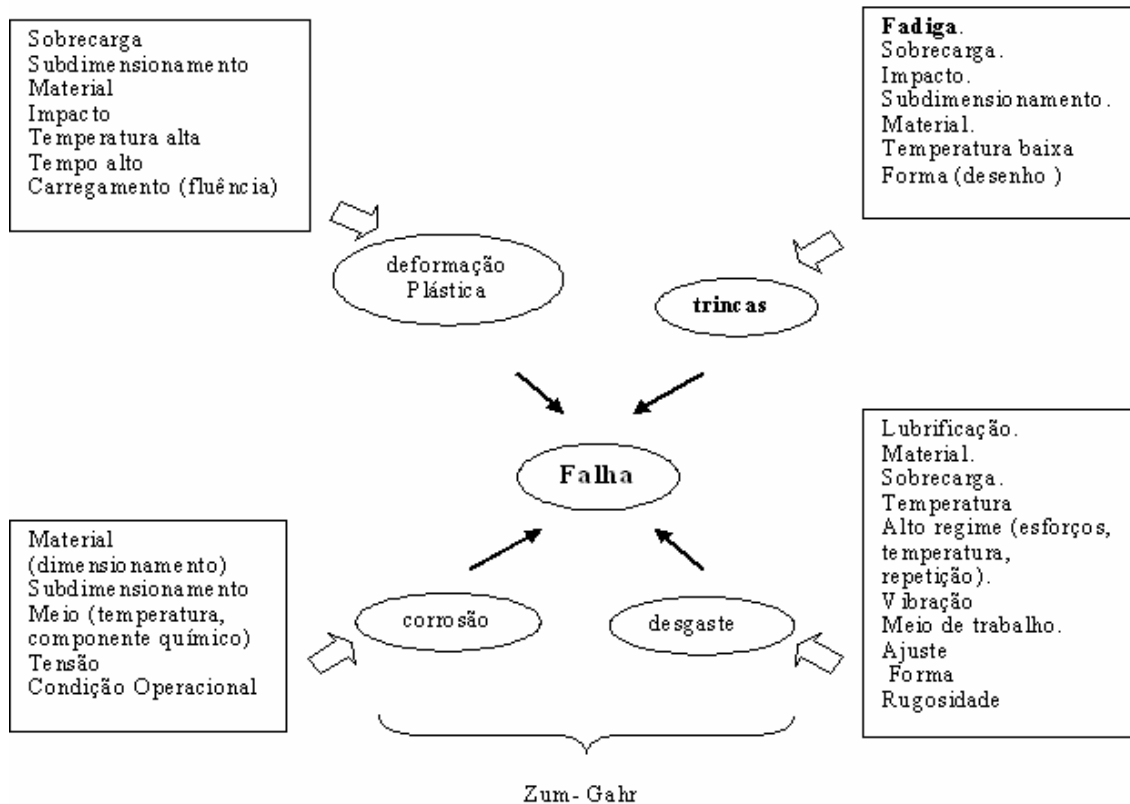 Sobrecarga
Subdimensionamento
Material
Impacto
Temperatura alta
Tempo alto
Carregamento (fluência)
Fadiga.
Sobrecarga.
Impacto.
Subdimensionamento.
Material.
Temperatura baixa
Forma (desenho )
deformação
Plástica
trincas
Falha
Material
(dimensionamento)
Subdimensionamento
Meio (temperatura,
componente químico)
Tensão
Condição Operacional
corrosão
desgaste
Lubrificação.
Material.
Sobrecarga.
Temperatura
Alto regime (esforços,
temperatura,
repetição).
Vibração
Meio de trabalho.
Ajuste
Forma
Rugosidade
Zum- Gahr